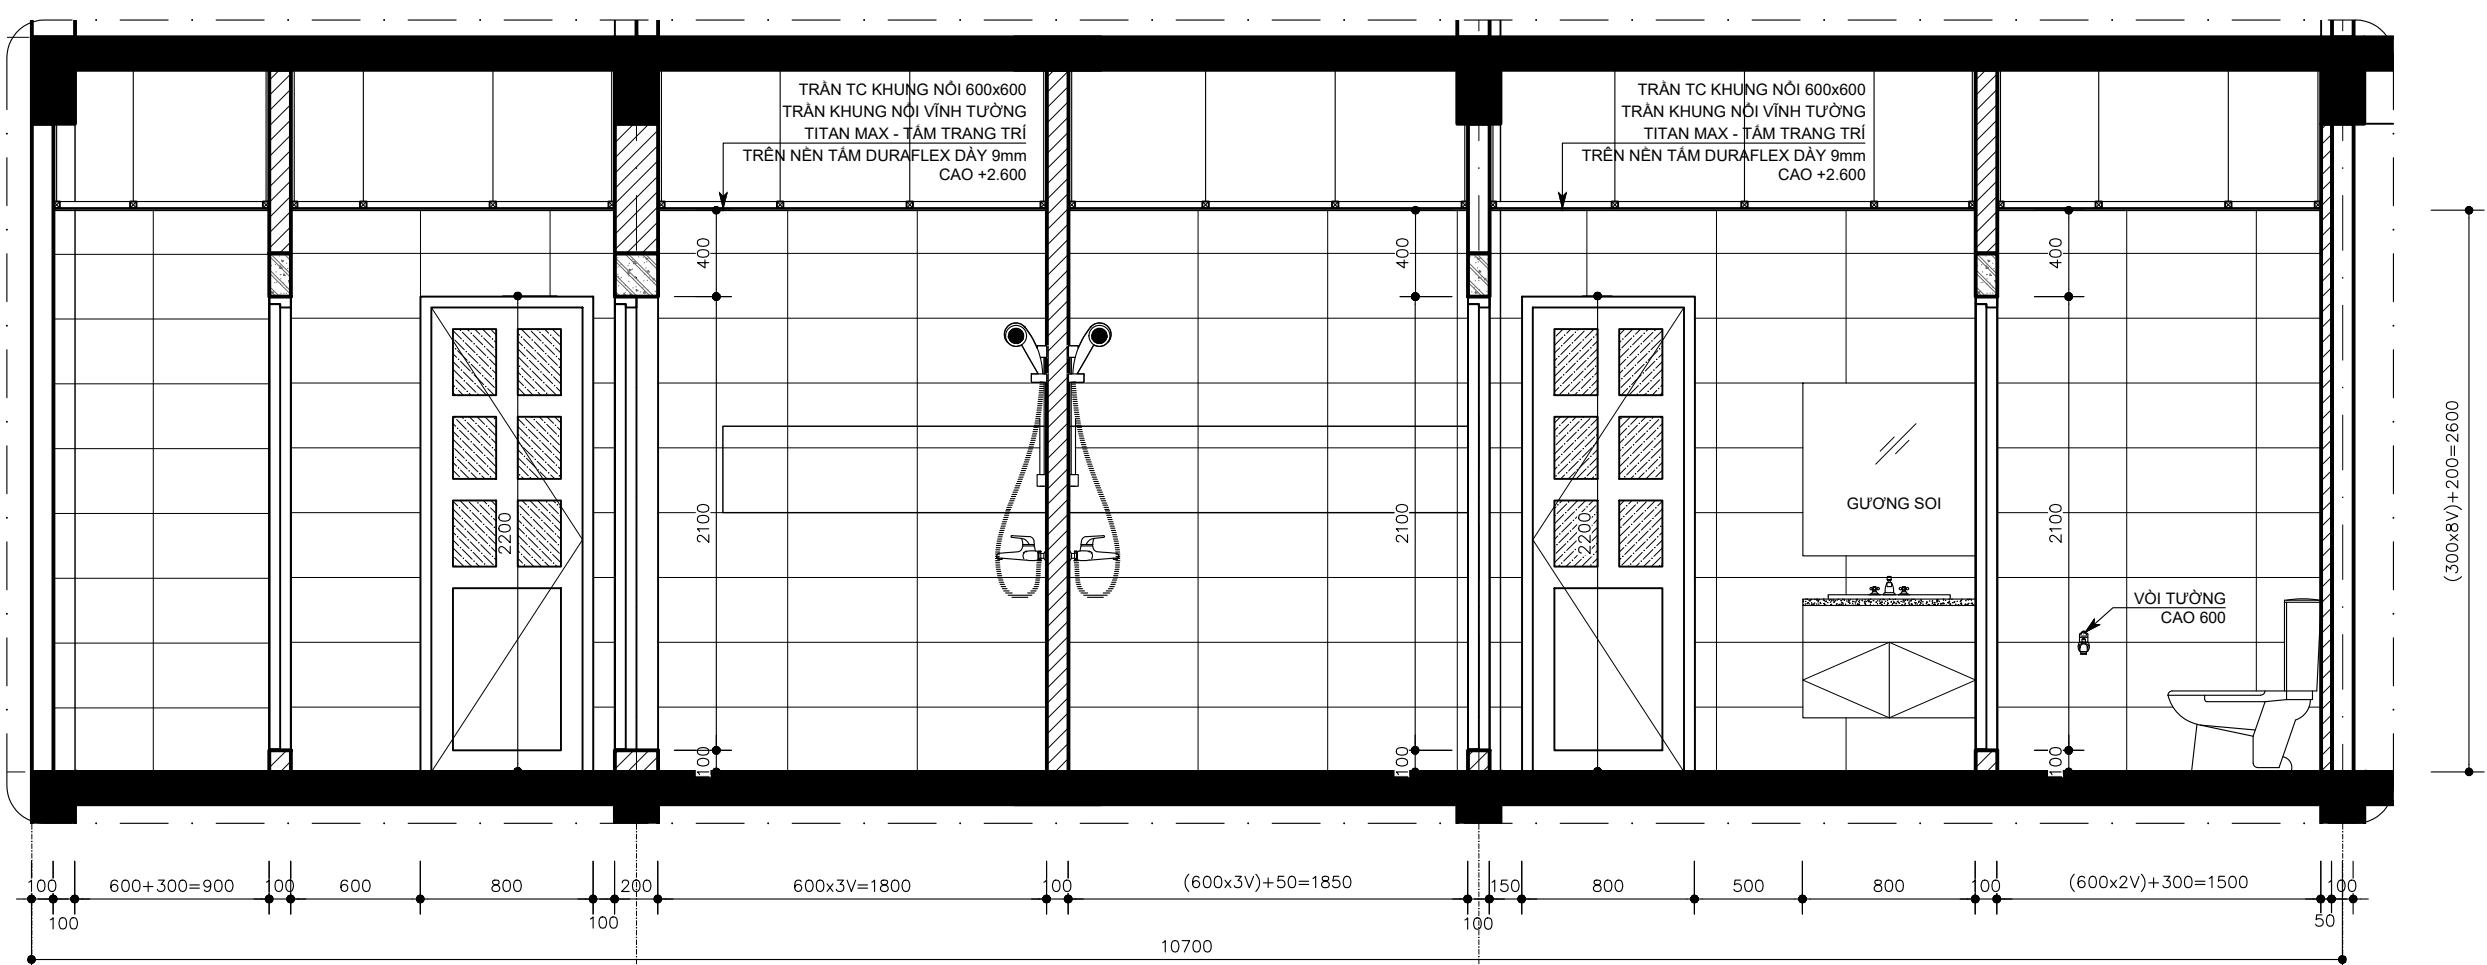 TRẦN TC KHUNG NỔI 600x600
TRẦN KHUNG NỔI VĨNH TƯỜNG
TITAN MAX - TẤM TRANG TRÍ
TRÊN NỀN TẤM DURAFLEX DÀY 9mm
CAO +2.600
TRẦN TC KHUNG NỔI 600x600
TRẦN KHUNG NỔI VĨNH TƯỜNG
TITAN MAX - TẤM TRANG TRÍ
TRÊN NỀN TẤM DURAFLEX DÀY 9mm
CAO +2.600
400
400
400
2200
2100
2100
2200
GƯƠNG SOI
2100
(300x8V)+200=2600
VÒI TƯỜNG
CAO 600
100
100
100
100
600+300=900
100
600
800
200
600x3V=1800
100
(600x3V)+50=1850
150
800
500
800
100
(600x2V)+300=1500
100
100
100
100
50
10700